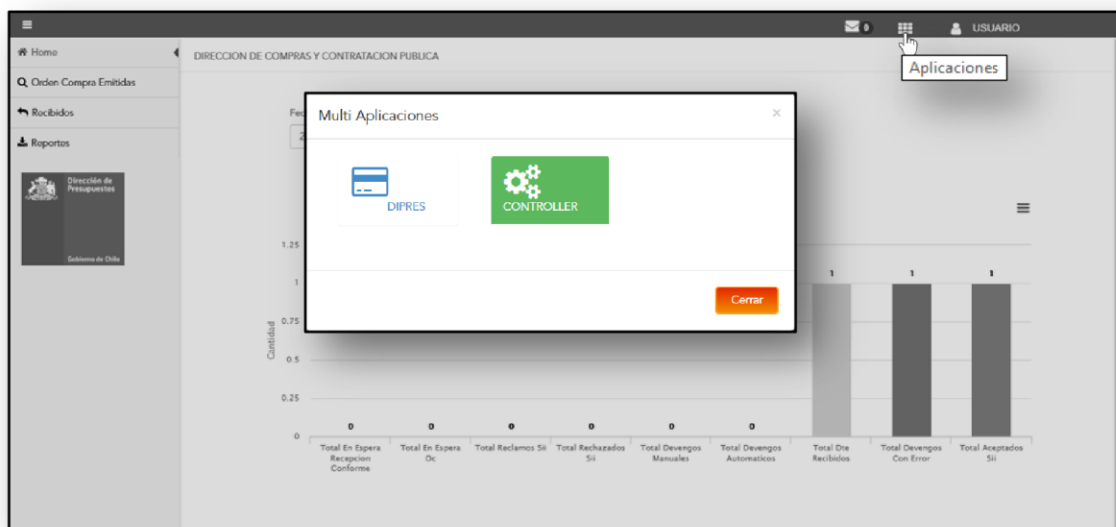 0
USUARIO
Aplicaciones
Home
DIRECCION DE COMPRAS Y CONTRATACION PUBLICA
Orden Compra Emitidas
Recibidos
Reportes
Dirección de
Presupuestos
Gobierno de Chile
Fec
2
Multi Aplicaciones
×
DIPRES
CONTROLLER
Cerrar
Cantidad
1.25
1
0.75
0.5
0.25
0
0
0
0
0
0
0
1
1
1
Total En Espera
Recepcion
Conforme
Total En Espera
Oc
Total Reclamos Sii
Total Rechazados
Sii
Total Devengos
Manuales
Total Devengos
Automaticos
Total Dte
Recibidos
Total Devengos
Con Error
Total Aceptados
Sii